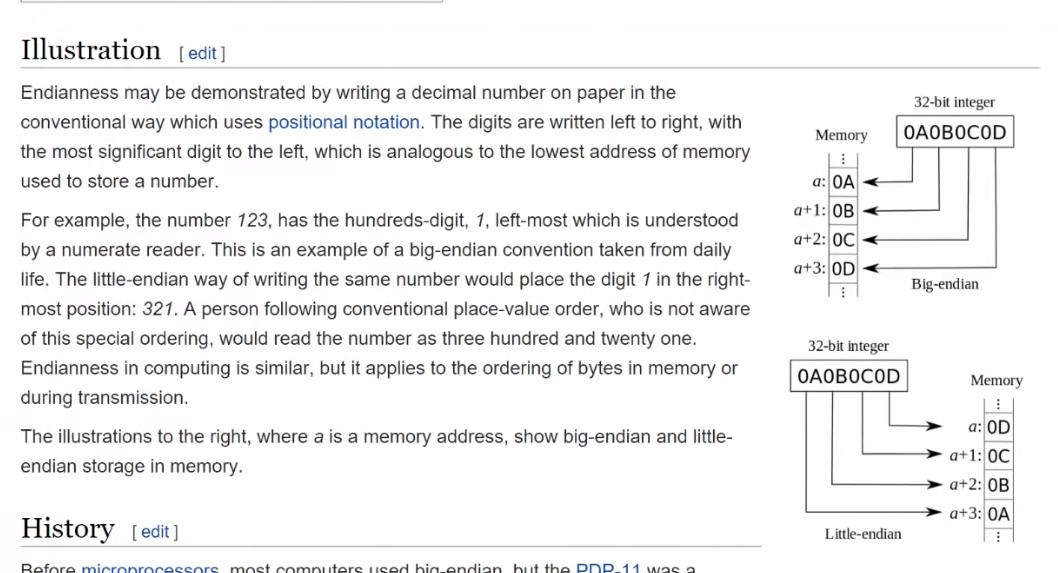 Illustration [ edit ]
Endianness may be demonstrated by writing a decimal number on paper in the
conventional way which uses positional notation. The digits are written left to right, with
the most significant digit to the left, which is analogous to the lowest address of memory
used to store a number.
For example, the number 123, has the hundreds-digit, 1, left-most which is understood
by a numerate reader. This is an example of a big-endian convention taken from daily
life. The little-endian way of writing the same number would place the digit 1 in the right-
most position: 321. A person following conventional place-value order, who is not aware
of this special ordering, would read the number as three hundred and twenty one.
Endianness in computing is similar, but it applies to the ordering of bytes in memory or
during transmission.
The illustrations to the right, where a is a memory address, show big-endian and little-
endian storage in memory.
32-bit integer
0A0B0C0D
Memory
a: 0A
a+1: 0B
a+2: 0C
a+3: 0D
Big-endian
32-bit integer
0A0B0C0D
Memory
a: 0D
a+1: 0C
a+2: 0B
a+3: 0A
Little-endian
History [ edit ]
Before microprocessors, most computers used big-endian, but the PDP-11 was a